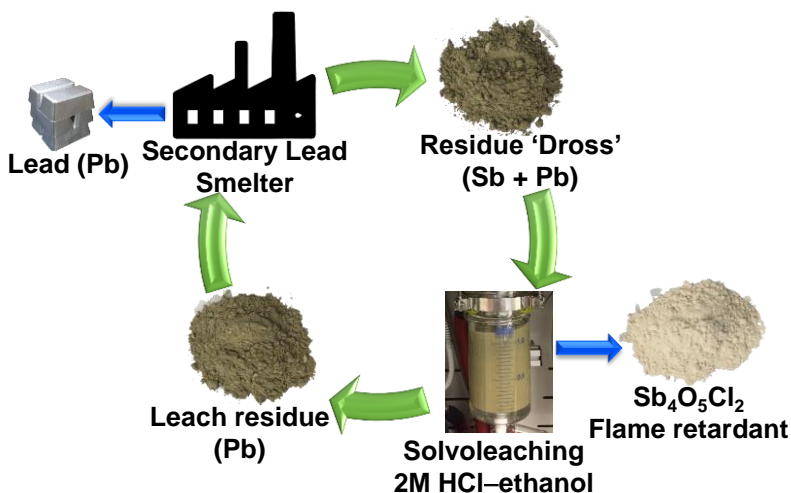 Lead (Pb)
Secondary Lead
Smelter
Residue ‘Dross’
(Sb + Pb)
Leach residue
(Pb)
Solvoleaching
2M HCl–ethanol
Sb₄O₅Cl₂
Flame retardant